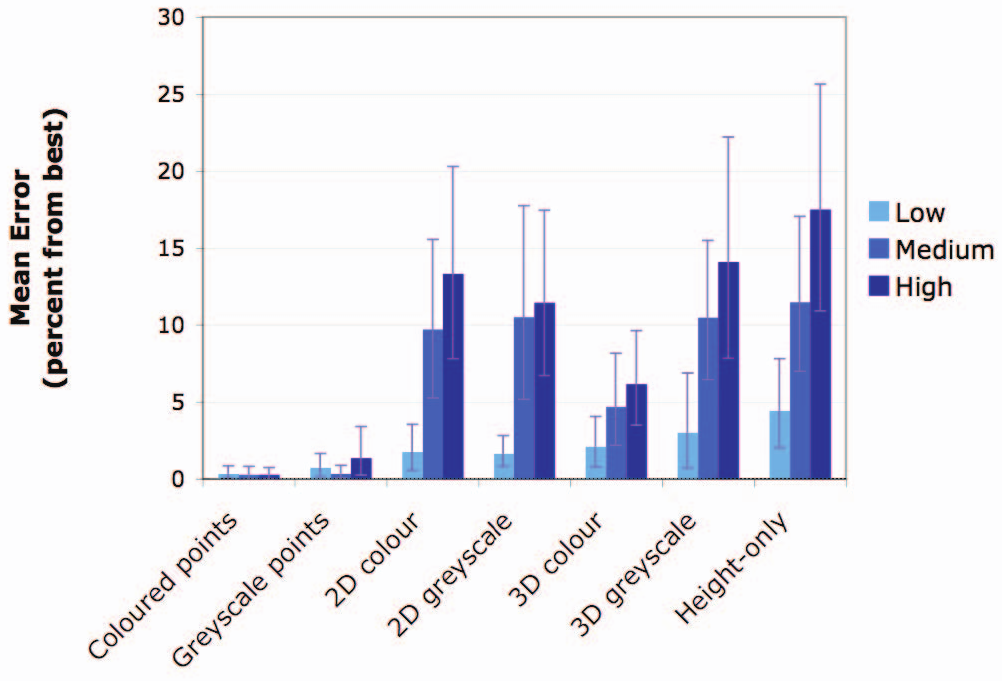 30
25
20
15
10
5
0
Mean Error
(percent from best)
Low
Medium
High
Coloured points
Greyscale points
2D colour
2D greyscale
3D colour
3D greyscale
Height-only